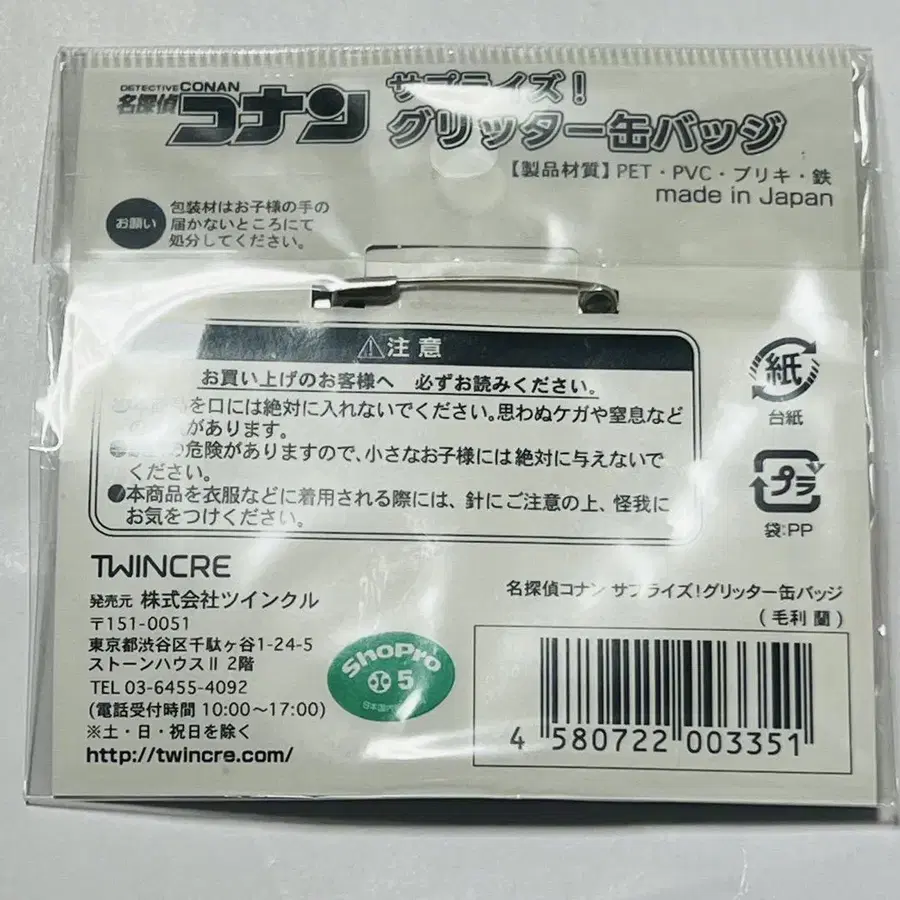 DETECTIVE CONAN
名探偵コナン
サプライズ!
グリッター缶バッジ
【製品材質】PET・PVC・ブリキ・鉄
made in Japan
お願い
包装材はお子様の手の
届かないところにて
処分してください。
⚠注意
お買い上げのお客様へ 必ずお読みください。
を口には絶対に入れないでください。思わぬケガや窒息など
があります。
の危険がありますので、小さなお子様には絶対に与えないで
ください。
●本商品を衣服などに着用される際には、針にご注意の上、怪我に
お気をつけください。
紙
台紙
プラ
袋:PP
TWINCRE
発売元 株式会社ツインクル
〒151-0051
東京都渋谷区千駄ヶ谷1-24-5
ストーンハウスⅡ 2階
TEL 03-6455-4092
(電話受付時間 10:00〜17:00)
※土・日・祝日を除く
http://twincre.com/
ShoPro
5
名探偵コナン サプライズ!グリッター缶バッジ
(毛利 蘭)
4 580722 003351